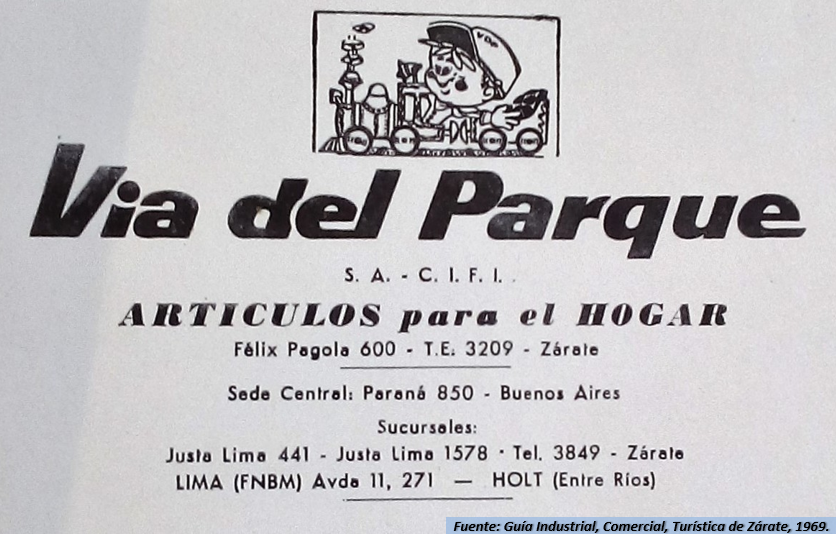 VDP
Via del Parque
S. A. - C. I. F. I.
ARTICULOS para el HOGAR
Félix Pagola 600 - T.E. 3209 - Zárate
Sede Central: Paraná 850 - Buenos Aires
Sucursales:
Justa Lima 441 - Justa Lima 1578 - Tel. 3849 - Zárate
LIMA (FNBM) Avda 11, 271 — HOLT (Entre Ríos)
Fuente: Guía Industrial, Comercial, Turística de Zárate, 1969.